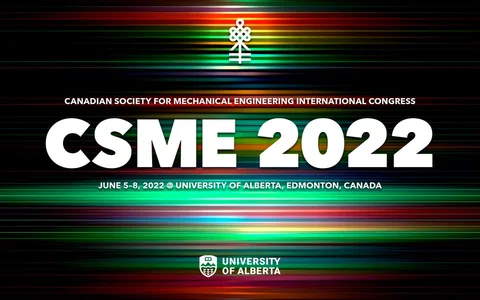 CANADIAN SOCIETY FOR MECHANICAL ENGINEERING INTERNATIONAL CONGRESS
CSME 2022
JUNE 5-8, 2022 @ UNIVERSITY OF ALBERTA, EDMONTON, CANADA
UNIVERSITY
OF ALBERTA